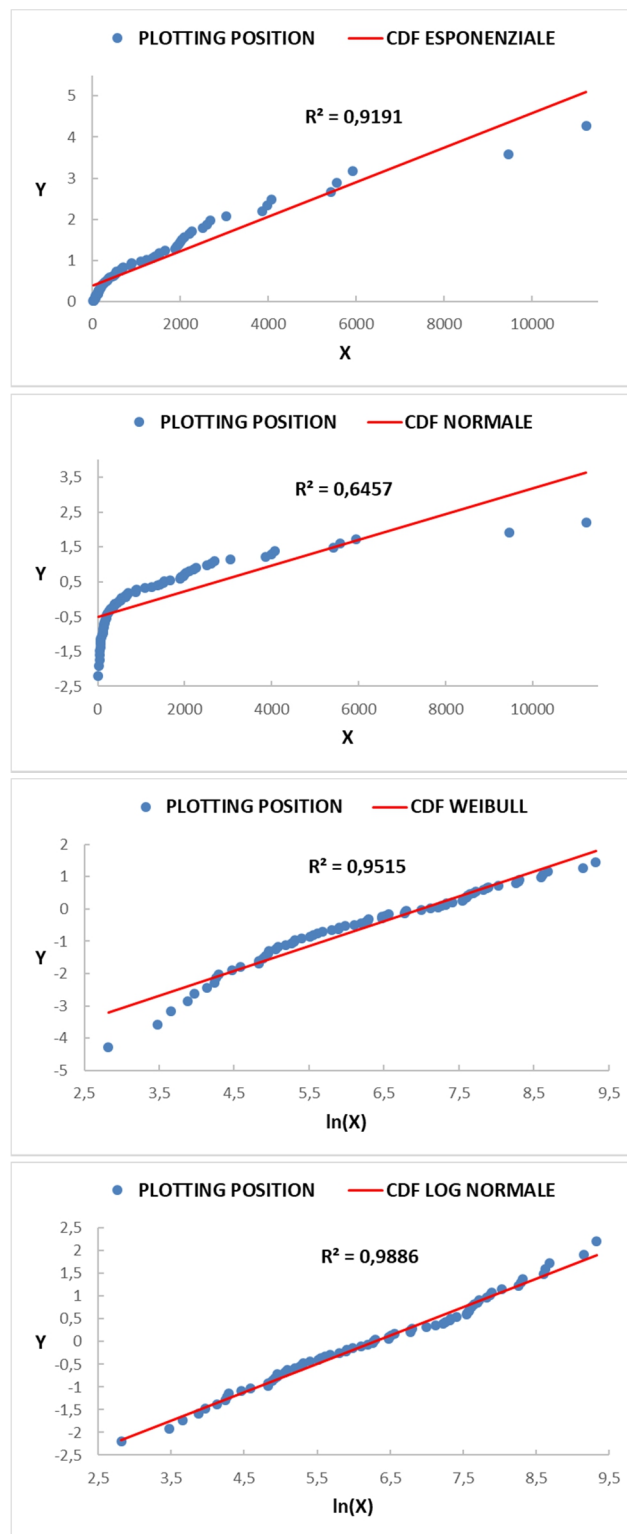 PLOTTING POSITION CDF ESPONENZIALE
5
R² = 0,9191
4
3
Y
2
1
0
0 2000 4000 6000 8000 10000
X
PLOTTING POSITION CDF NORMALE
3,5
R² = 0,6457
2,5
1,5
Y
0,5
-0,5
-1,5
-2,5
0 2000 4000 6000 8000 10000
X
PLOTTING POSITION CDF WEIBULL
2
R² = 0,9515
1
0
Y
-1
-2
-3
-4
-5
2,5 3,5 4,5 5,5 6,5 7,5 8,5 9,5
ln(X)
PLOTTING POSITION CDF LOG NORMALE
2,5
R² = 0,9886
2
1,5
1
0,5
Y
0
-0,5
-1
-1,5
-2
-2,5
2,5 3,5 4,5 5,5 6,5 7,5 8,5 9,5
ln(X)